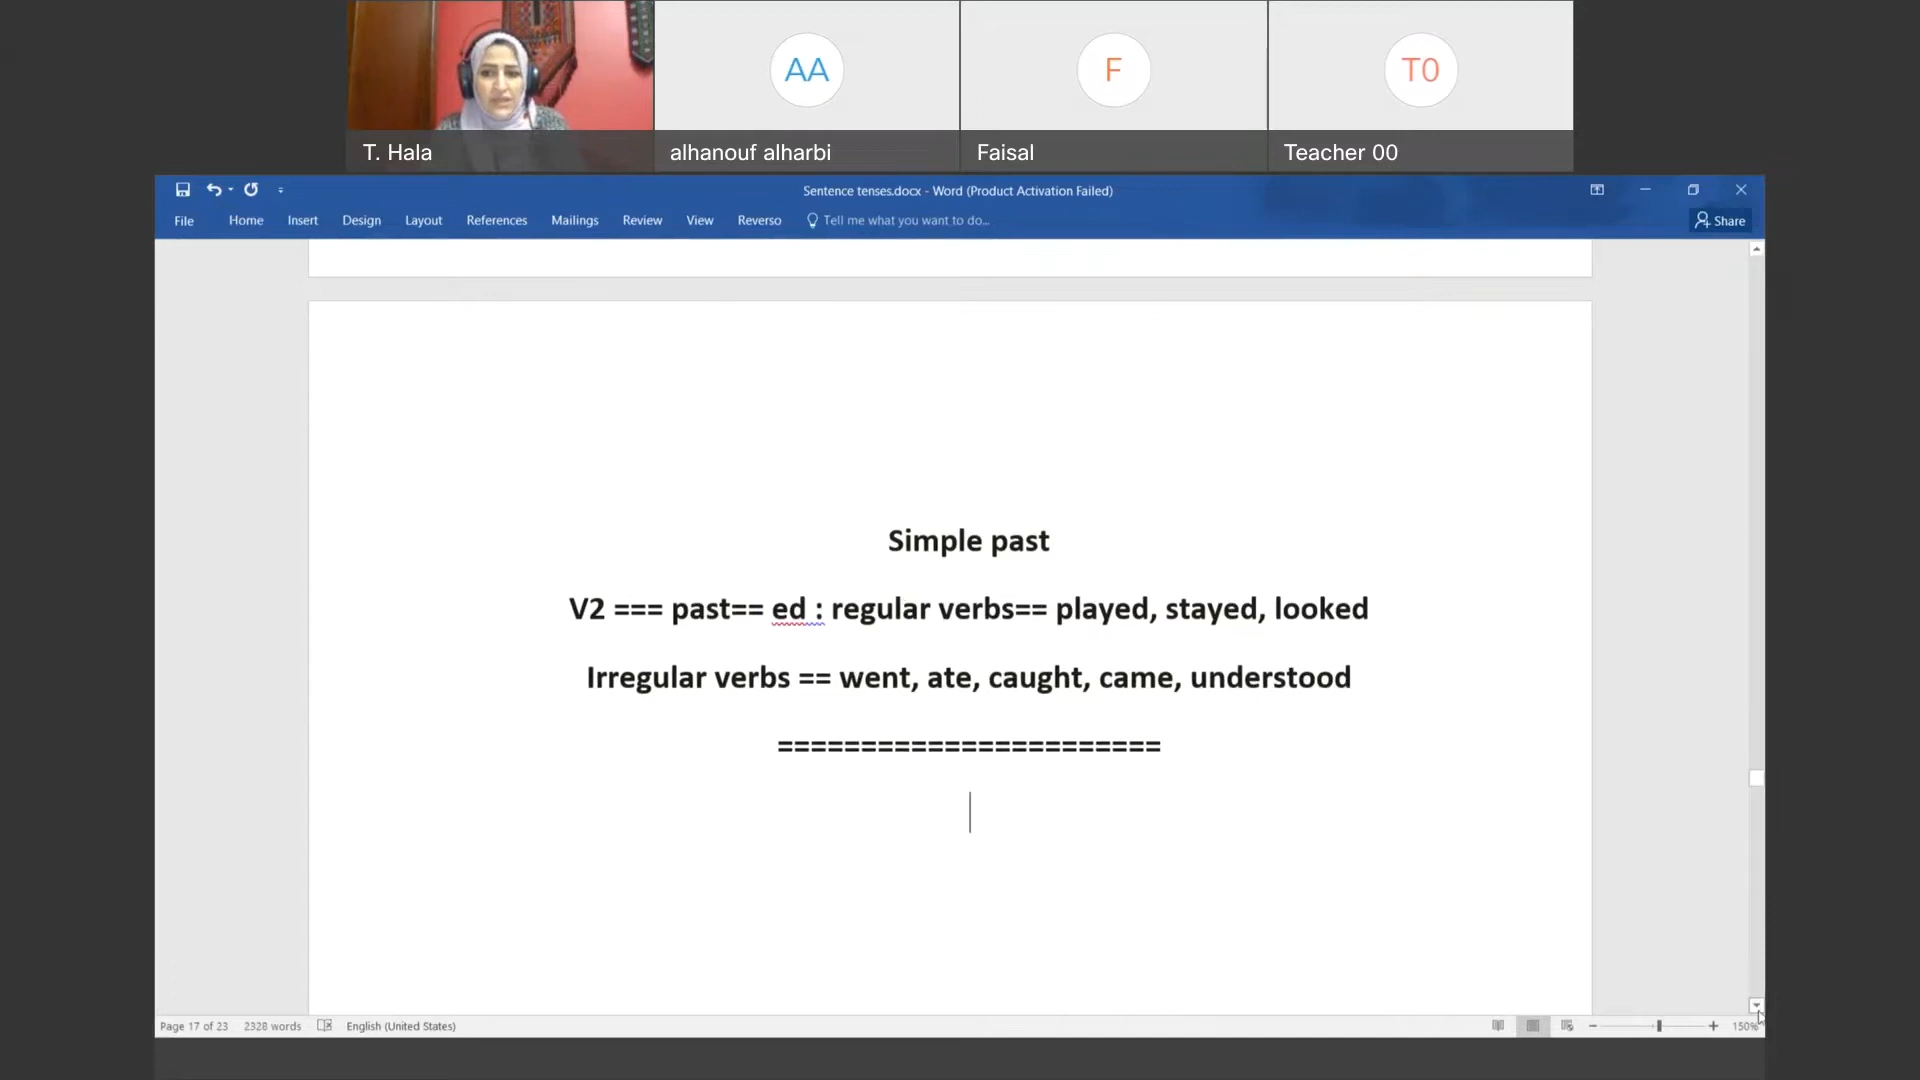 AA
F
T0
T. Hala
alhanouf alharbi
Faisal
Teacher 00
Sentence tenses.docx - Word (Product Activation Failed)
File Home Insert Design Layout References Mailings Review View Reverso Tell me what you want to do... Share
Simple past
V2 === past== ed : regular verbs== played, stayed, looked
Irregular verbs == went, ate, caught, came, understood
=======================
Page 17 of 23 2328 words English (United States) 150%